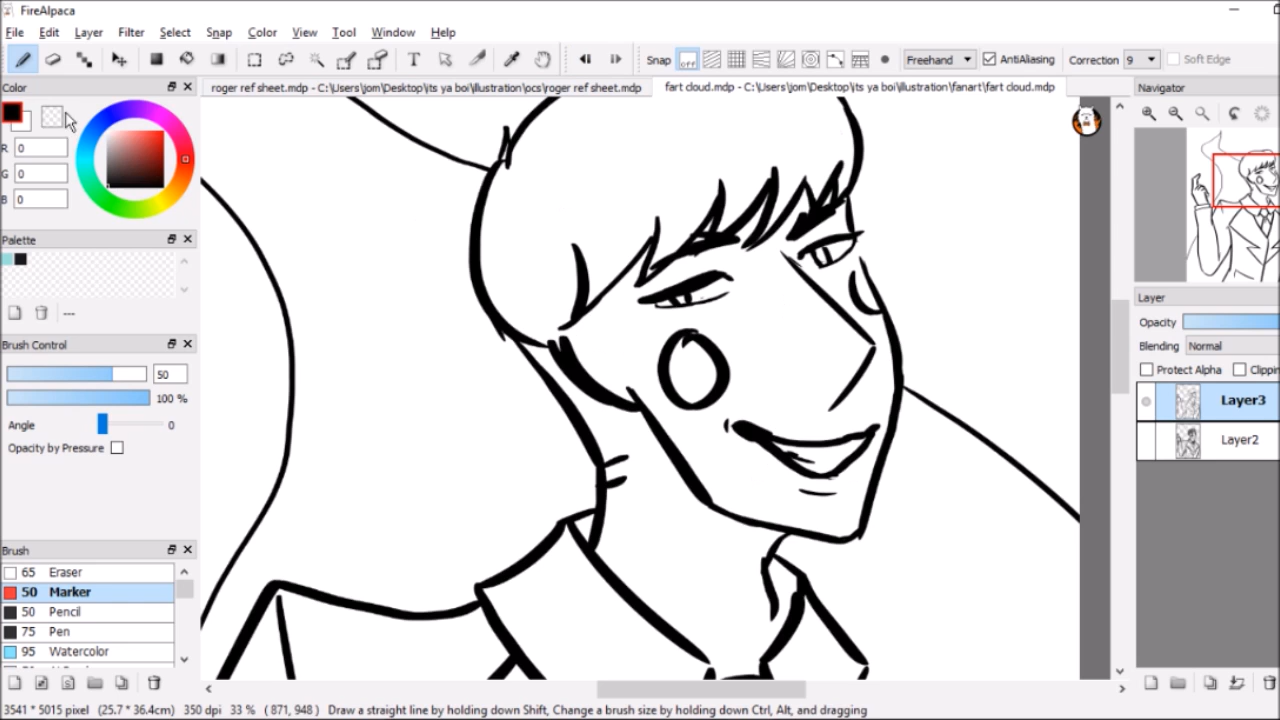 FireAlpaca
File Edit Layer Filter Select Snap Color View Tool Window Help
Snap off Freehand AntiAliasing Correction 9 Soft Edge
Color
roger ref sheet.mdp - C:\Users\jom\Desktop\its ya boi\illustration\ocs\roger ref sheet.mdp
fart cloud.mdp - C:\Users\jom\Desktop\its ya boi\illustration\fanart\fart cloud.mdp
Navigator
R 0
G 0
B 0
Palette
---
Brush Control
50
100 %
Angle 0
Opacity by Pressure
Layer
Opacity
Blending Normal
Protect Alpha Clippin
Layer3
Layer2
Brush
65 Eraser
50 Marker
50 Pencil
75 Pen
95 Watercolor
3541 * 5015 pixel (25.7 * 36.4cm) 350 dpi 33 % ( 871, 948 ) Draw a straight line by holding down Shift, Change a brush size by holding down Ctrl, Alt, and dragging